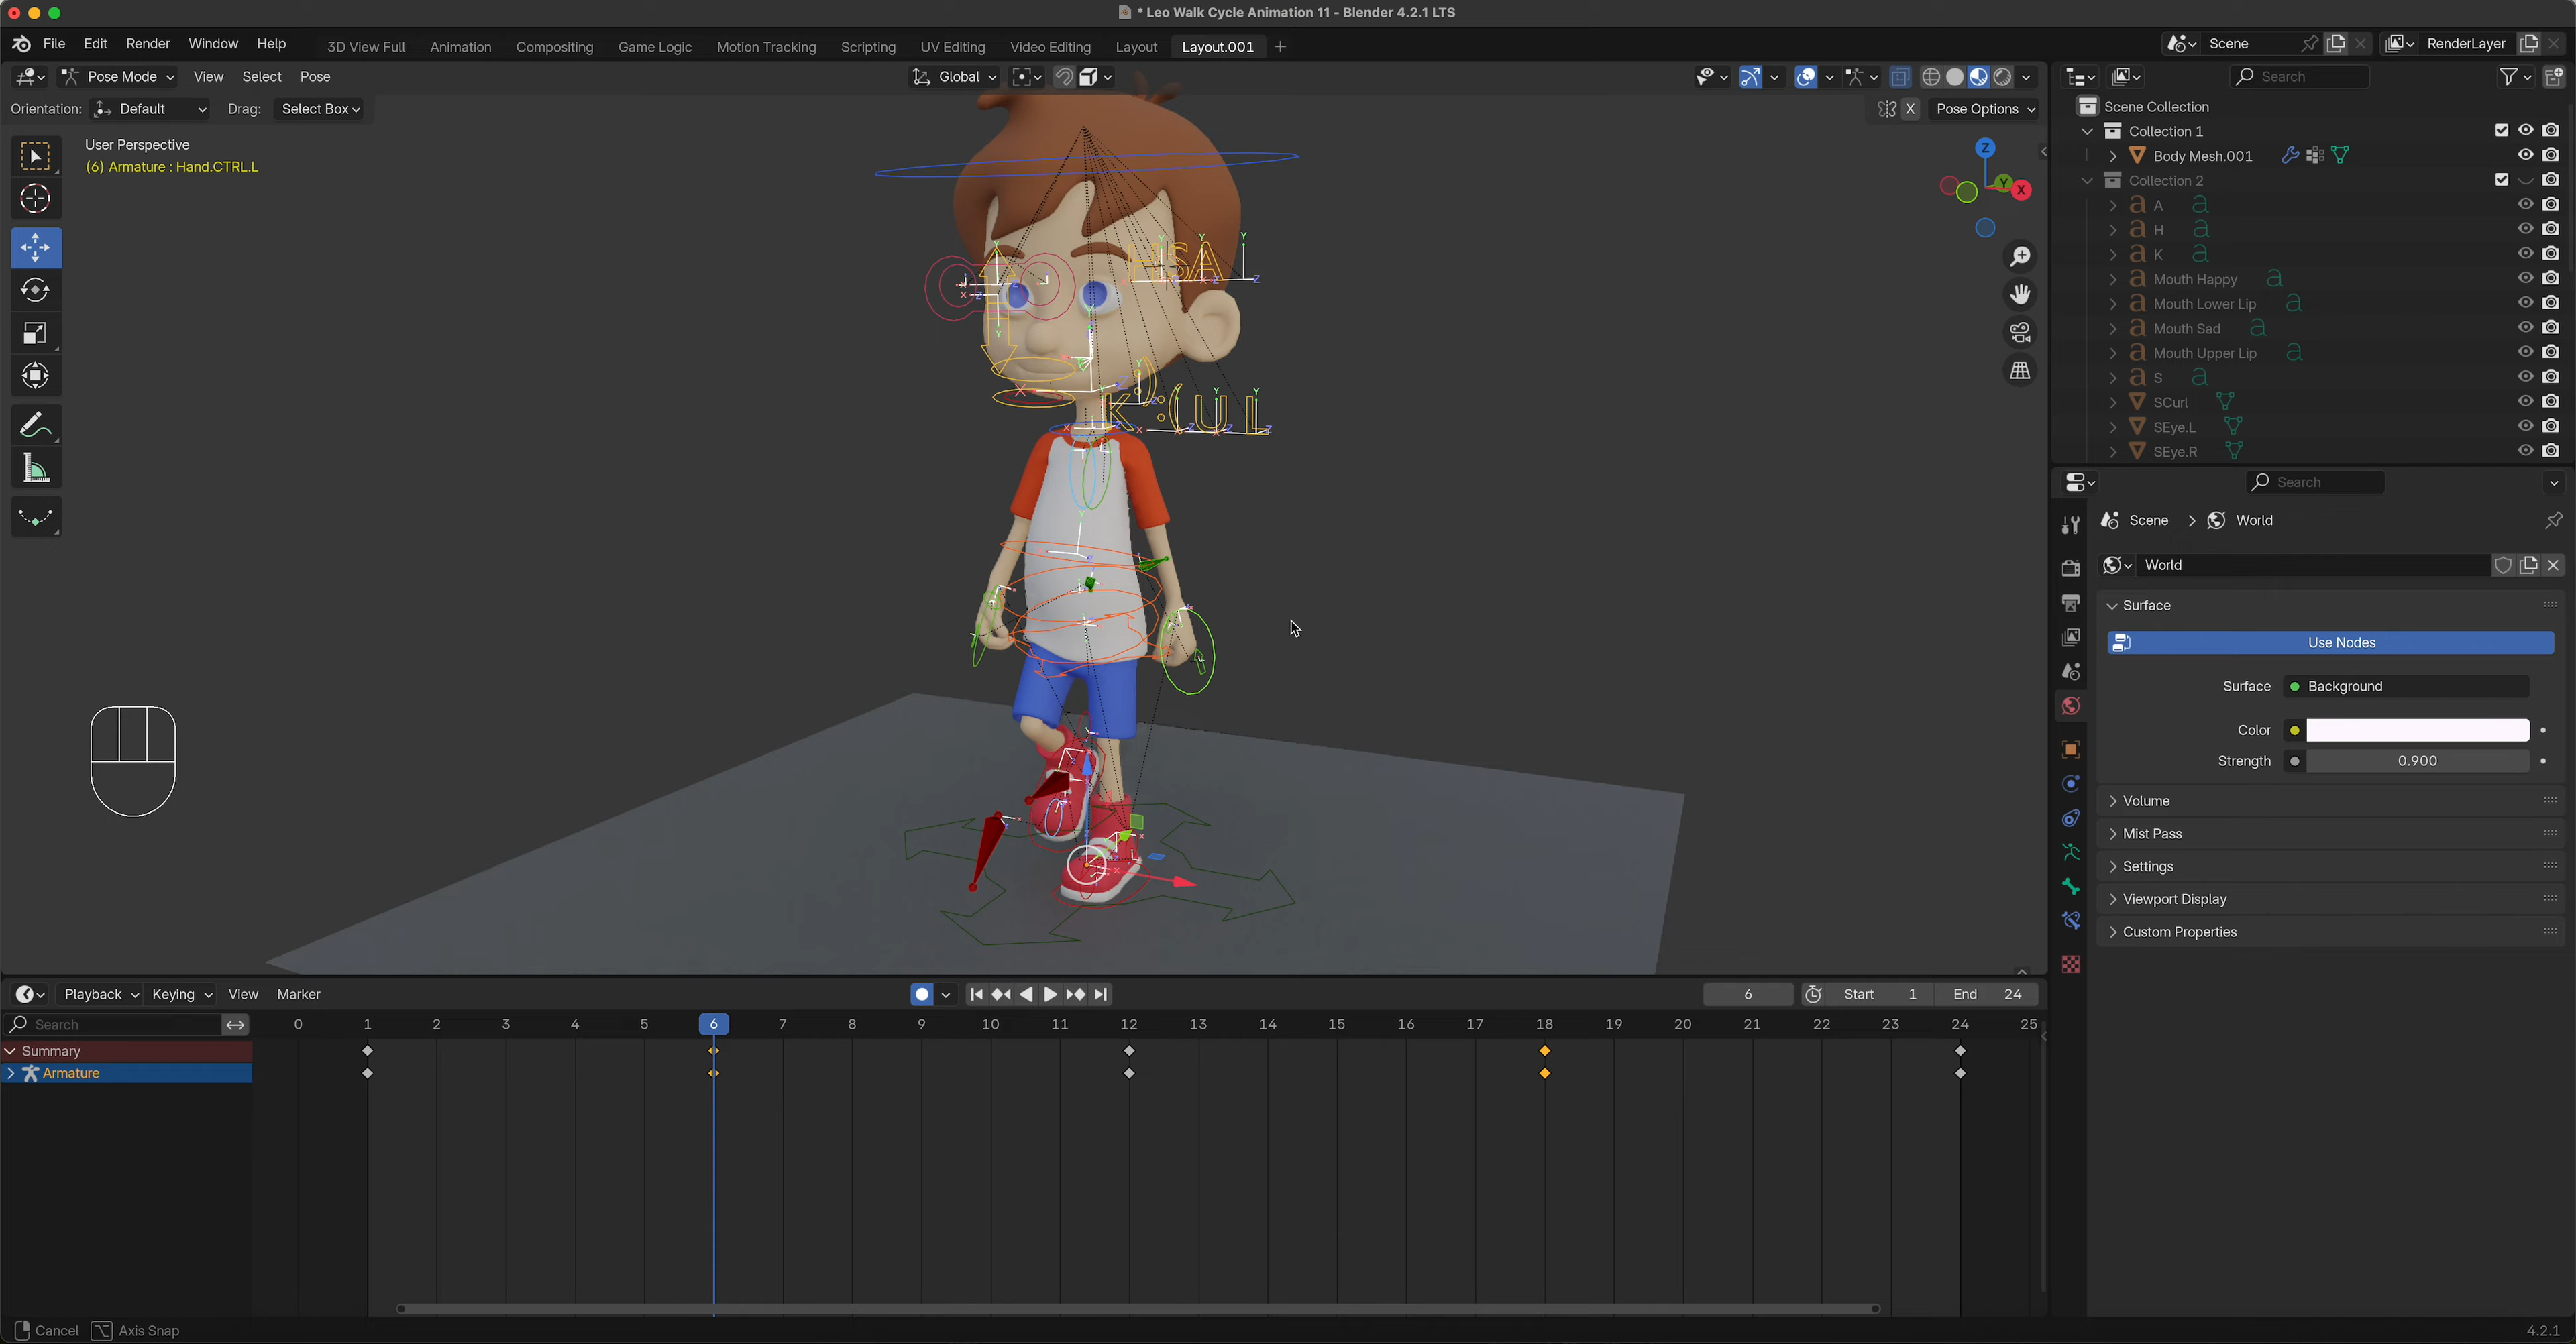 * Leo Walk Cycle Animation 11 - Blender 4.2.1 LTS
File Edit Render Window Help 3D View Full Animation Compositing Game Logic Motion Tracking Scripting UV Editing Video Editing Layout Layout.001 + Scene RenderLayer
Pose Mode View Select Pose Global Search
Orientation: Default Drag: Select Box X Pose Options
User Perspective
(6) Armature : Hand.CTRL.L
Z
Y
X
HSA
K :( U L
Scene Collection
Collection 1
Body Mesh.001
Collection 2
A a
H a
K a
Mouth Happy a
Mouth Lower Lip a
Mouth Sad a
Mouth Upper Lip a
S a
SCurl
SEye.L
SEye.R
Search
Scene > World
World
Surface
Use Nodes
Surface Background
Color
Strength 0.900
Volume
Mist Pass
Settings
Viewport Display
Custom Properties
Playback Keying View Marker 6 Start 1 End 24
Search 0 1 2 3 4 5 6 7 8 9 10 11 12 13 14 15 16 17 18 19 20 21 22 23 24 25
Summary
Armature
Cancel Axis Snap 4.2.1